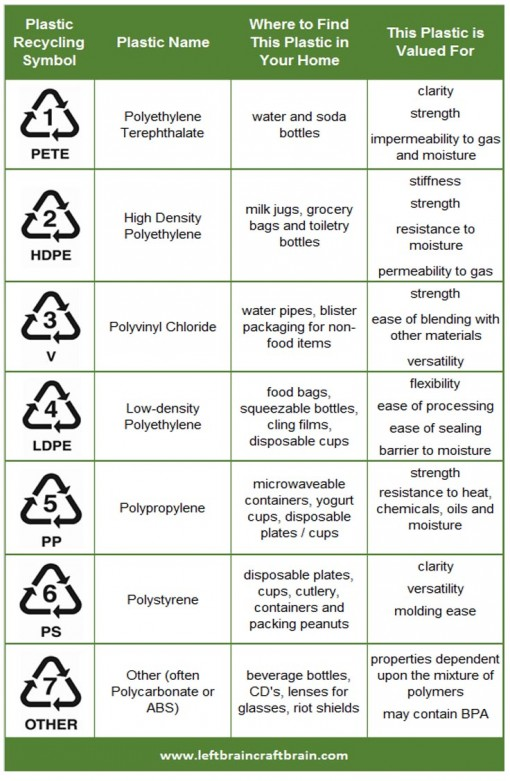 Plastic
Recycling
Symbol
Plastic Name
Where to Find
This Plastic in
Your Home
This Plastic is
Valued For
1
PETE
Polyethylene
Terephthalate
water and soda
bottles
clarity
strength
impermeability to gas
and moisture
2
HDPE
High Density
Polyethylene
milk jugs, grocery
bags and toiletry
bottles
stiffness
strength
resistance to
moisture
permeability to gas
3
V
Polyvinyl Chloride
water pipes, blister
packaging for non-
food items
strength
ease of blending with
other materials
versatility
4
LDPE
Low-density
Polyethylene
food bags,
squeezable bottles,
cling films,
disposable cups
flexibility
ease of processing
ease of sealing
barrier to moisture
5
PP
Polypropylene
microwaveable
containers, yogurt
cups, disposable
plates / cups
strength
resistance to heat,
chemicals, oils and
moisture
6
PS
Polystyrene
disposable plates,
cups, cutlery,
containers and
packing peanuts
clarity
versatility
molding ease
7
OTHER
Other (often
Polycarbonate or
ABS)
beverage bottles,
CD's, lenses for
glasses, riot shields
properties dependent
upon the mixture of
polymers
may contain BPA
www.leftbraincraftbrain.com